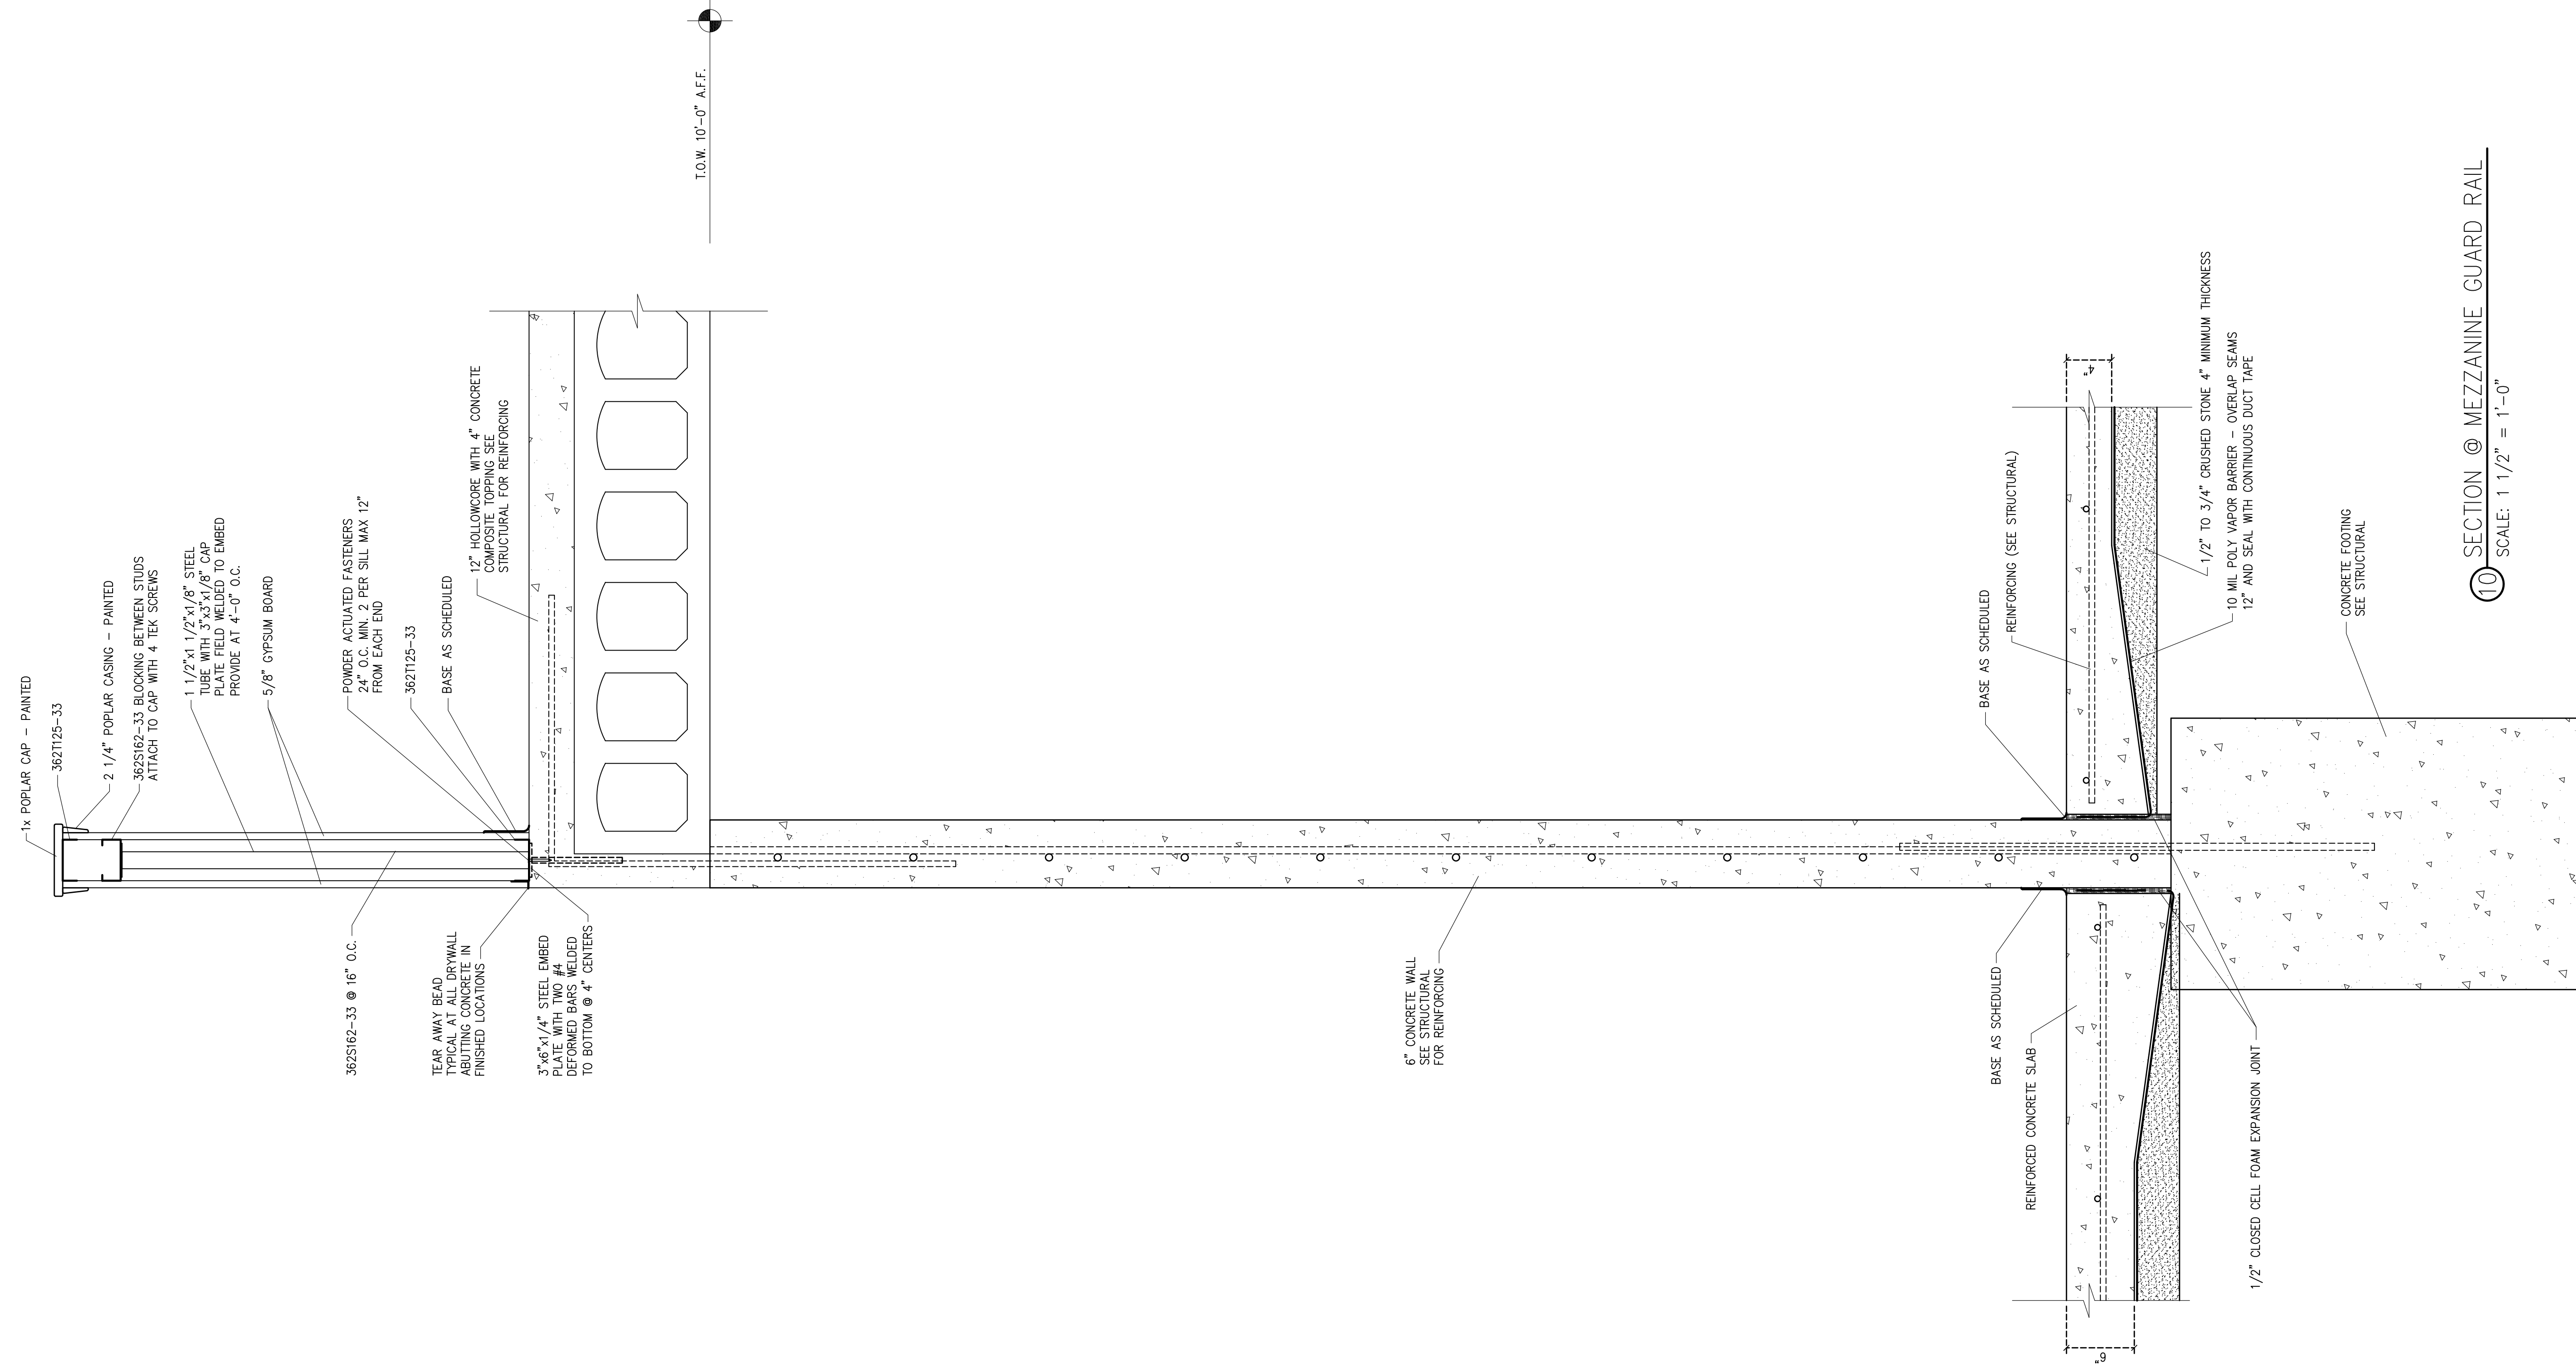 1x POPLAR CAP - PAINTED
362T125-33
2 1/4" POPLAR CASING - PAINTED
362S162-33 BLOCKING BETWEEN STUDS
ATTACH TO CAP WITH 4 TEK SCREWS
1 1/2"x1 1/2"x1/8" STEEL
TUBE WITH 3"x3"x1/8" CAP
PLATE FIELD WELDED TO EMBED
PROVIDE AT 4'-0" O.C.
5/8" GYPSUM BOARD
POWDER ACTUATED FASTENERS
24" O.C. MIN. 2 PER SILL MAX 12"
FROM EACH END
362T125-33
BASE AS SCHEDULED
12" HOLLOWCORE WITH 4" CONCRETE
COMPOSITE TOPPING SEE
STRUCTURAL FOR REINFORCING
T.O.W. 10'-0" A.F.F.
362S162-33 @ 16" O.C.
TEAR AWAY BEAD
TYPICAL AT ALL DRYWALL
ABUTTING CONCRETE IN
FINISHED LOCATIONS
3"x6"x1/4" STEEL EMBED
PLATE WITH TWO #4
DEFORMED BARS WELDED
TO BOTTOM @ 4" CENTERS
6" CONCRETE WALL
SEE STRUCTURAL
FOR REINFORCING
BASE AS SCHEDULED
REINFORCING (SEE STRUCTURAL)
4"
1/2" TO 3/4" CRUSHED STONE 4" MINIMUM THICKNESS
10 MIL POLY VAPOR BARRIER - OVERLAP SEAMS
12" AND SEAL WITH CONTINUOUS DUCT TAPE
CONCRETE FOOTING
SEE STRUCTURAL
BASE AS SCHEDULED
REINFORCED CONCRETE SLAB
6"
1/2" CLOSED CELL FOAM EXPANSION JOINT
10 SECTION @ MEZZANINE GUARD RAIL
SCALE: 1 1/2" = 1'-0"